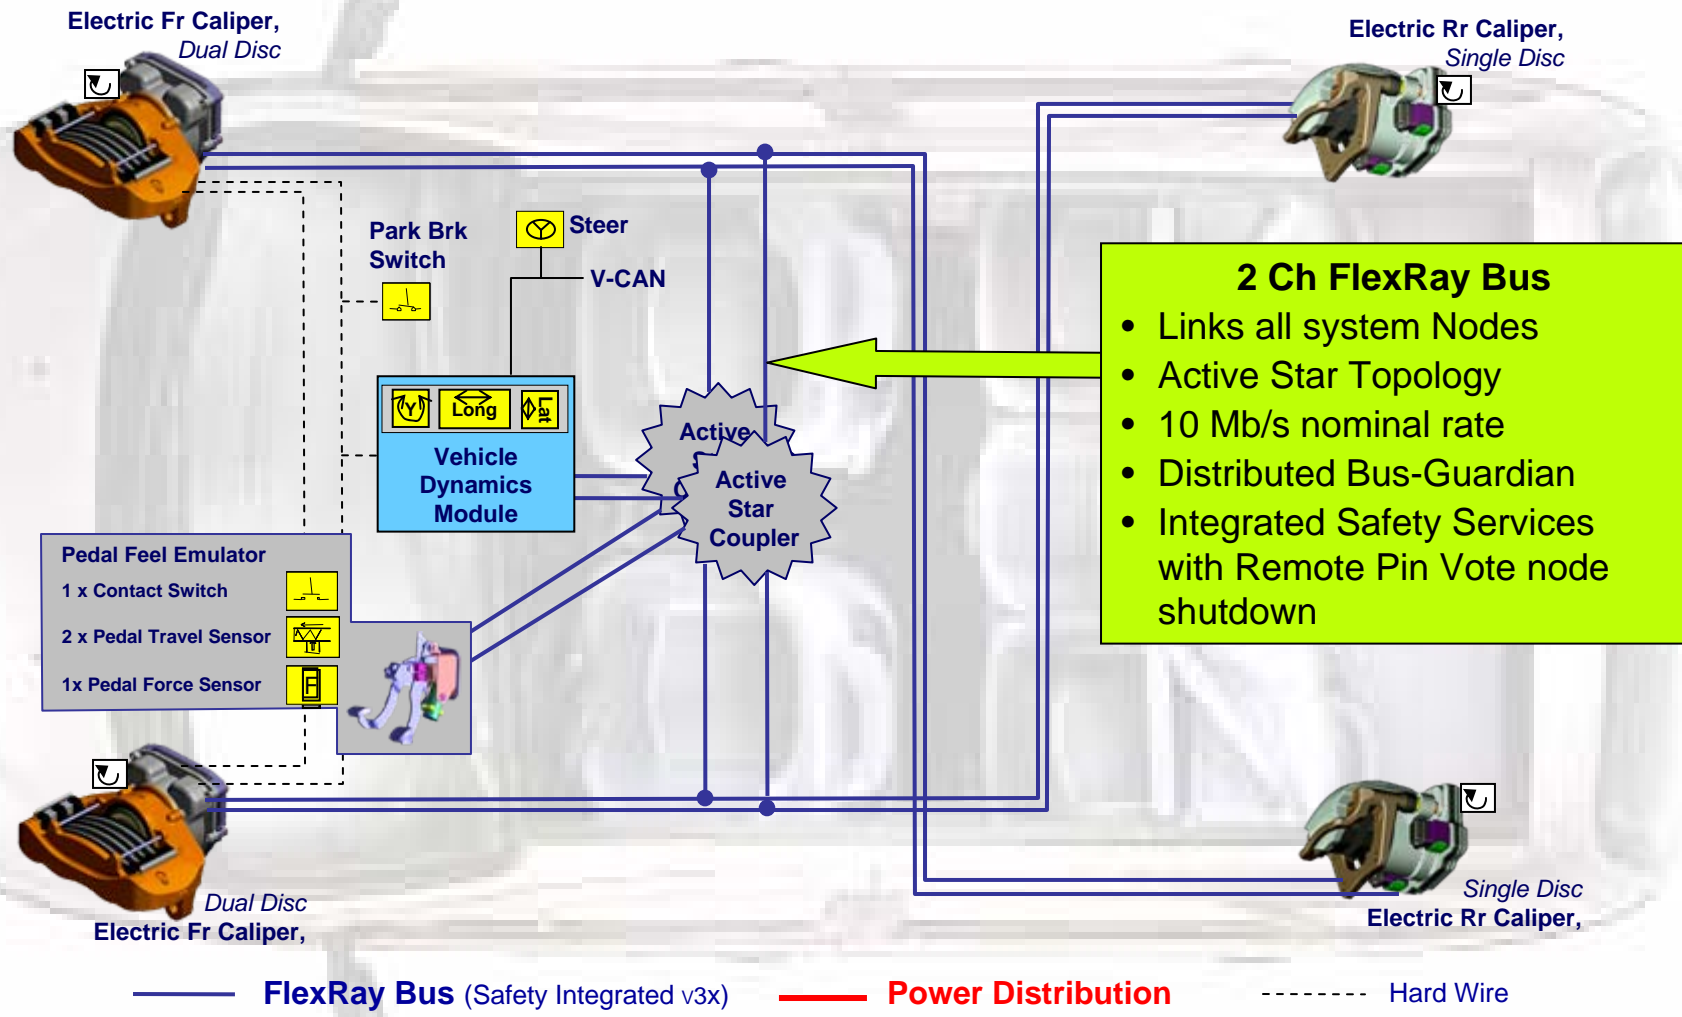 Electric Fr Caliper,
Dual Disc
Electric Rr Caliper,
Single Disc
Park Brk
Switch
Steer
V-CAN
2 Ch FlexRay Bus
• Links all system Nodes
• Active Star Topology
• 10 Mb/s nominal rate
• Distributed Bus-Guardian
• Integrated Safety Services
with Remote Pin Vote node
shutdown
Y
Long
Lat
Vehicle
Dynamics
Module
Active
Active
Star
Coupler
Pedal Feel Emulator
1 x Contact Switch
2 x Pedal Travel Sensor
1x Pedal Force Sensor
F
Dual Disc
Electric Fr Caliper,
Single Disc
Electric Rr Caliper,
FlexRay Bus (Safety Integrated v3x)
Power Distribution
Hard Wire